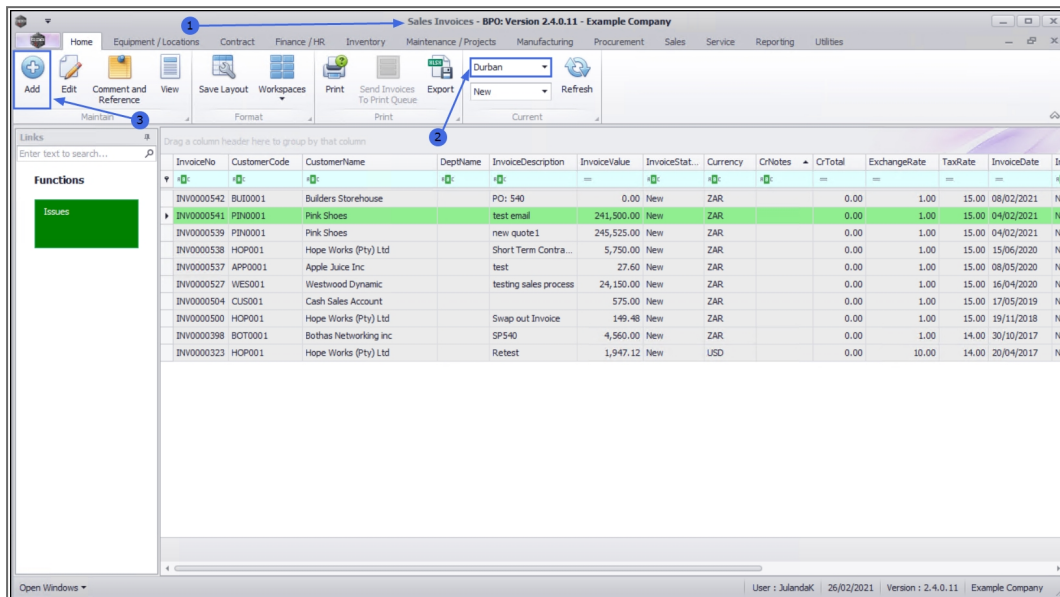 1
Sales Invoices - BPO: Version 2.4.0.11 - Example Company
Home Equipment / Locations Contract Finance / HR Inventory Maintenance / Projects Manufacturing Procurement Sales Service Reporting Utilities
Add Edit Comment and Reference View Save Layout Workspaces Print Send Invoices To Print Queue Export Durban New Refresh
Maintain Format Print Current
3
2
Links
Enter text to search...
Functions
Issues
Drag a column header here to group by that column
InvoiceNo CustomerCode CustomerName DeptName InvoiceDescription InvoiceValue InvoiceStat... Currency CrNotes CrTotal ExchangeRate TaxRate InvoiceDate
INV0000542 BUI0001 Builders Storehouse PO: 540 0.00 New ZAR 0.00 1.00 15.00 08/02/2021 N
INV0000541 PIN0001 Pink Shoes test email 241,500.00 New ZAR 0.00 1.00 15.00 04/02/2021 N
INV0000539 PIN0001 Pink Shoes new quote1 245,525.00 New ZAR 0.00 1.00 15.00 04/02/2021 N
INV0000538 HOP001 Hope Works (Pty) Ltd Short Term Contra... 5,750.00 New ZAR 0.00 1.00 15.00 15/06/2020 N
INV0000537 APP0001 Apple Juice Inc test 27.60 New ZAR 0.00 1.00 15.00 08/05/2020 N
INV0000527 WES001 Westwood Dynamic testing sales process 24,150.00 New ZAR 0.00 1.00 15.00 16/04/2020 N
INV0000504 CUS001 Cash Sales Account 575.00 New ZAR 0.00 1.00 15.00 17/05/2019 N
INV0000500 HOP001 Hope Works (Pty) Ltd Swap out Invoice 149.48 New ZAR 0.00 1.00 15.00 19/11/2018 N
INV0000398 BOT0001 Bothas Networking inc SP540 4,560.00 New ZAR 0.00 1.00 14.00 30/10/2017 N
INV0000323 HOP001 Hope Works (Pty) Ltd Retest 1,947.12 New USD 0.00 10.00 14.00 20/04/2017 N
Open Windows
User : JulandaK 26/02/2021 Version : 2.4.0.11 Example Company